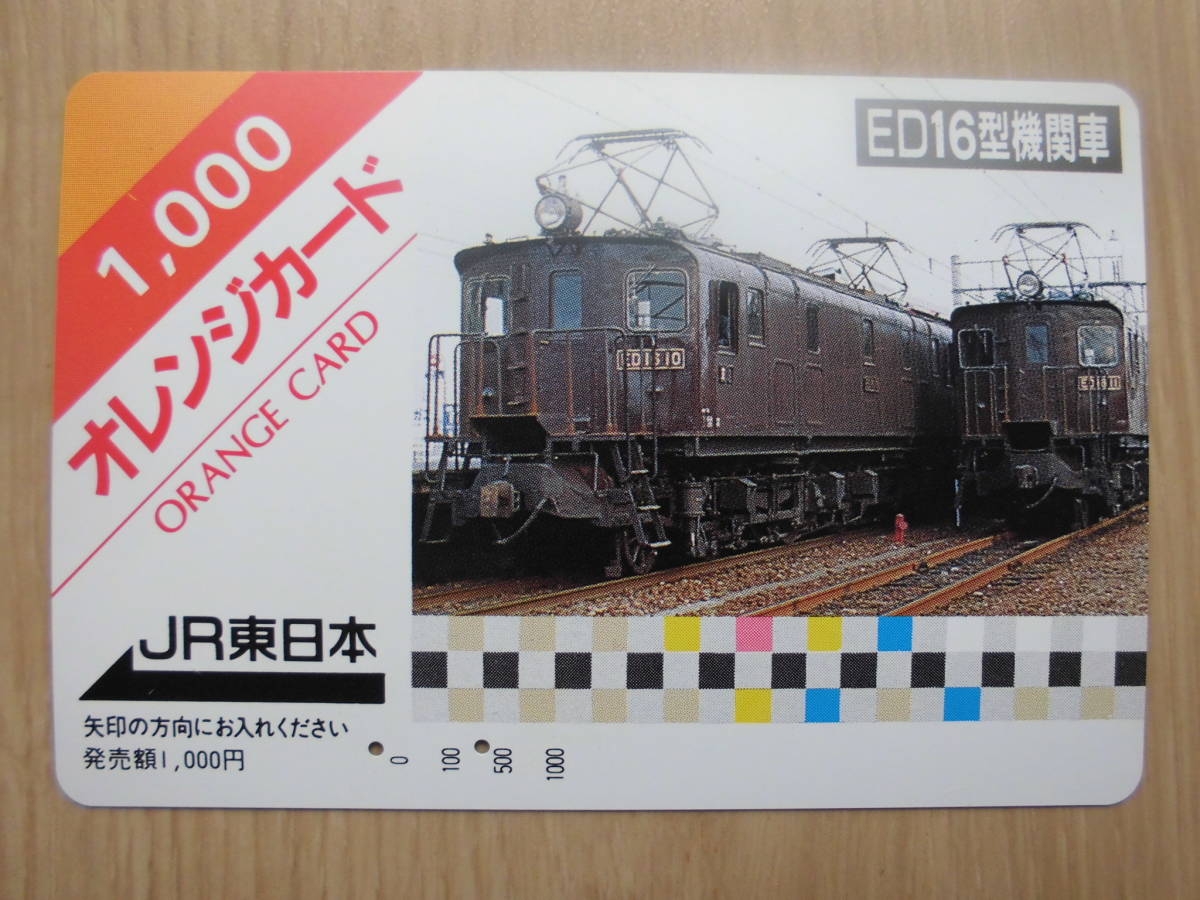 1,000
オレンジカード
ORANGE CARD
ED16型機関車
ED16 10
ED16 11
JR東日本
矢印の方向にお入れください
発売額1,000円
0 100 500 1000